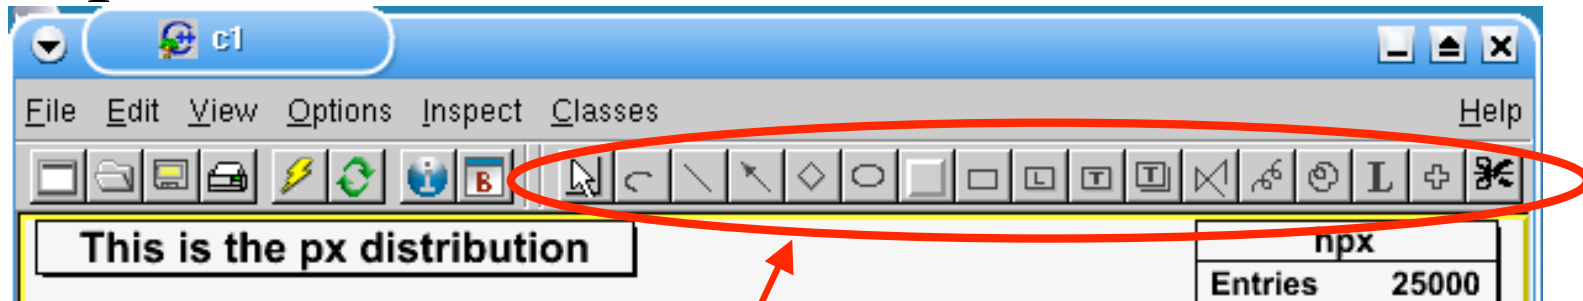 c1
File Edit View Options Inspect Classes Help
B L T T L
This is the px distribution
hpx
Entries 25000